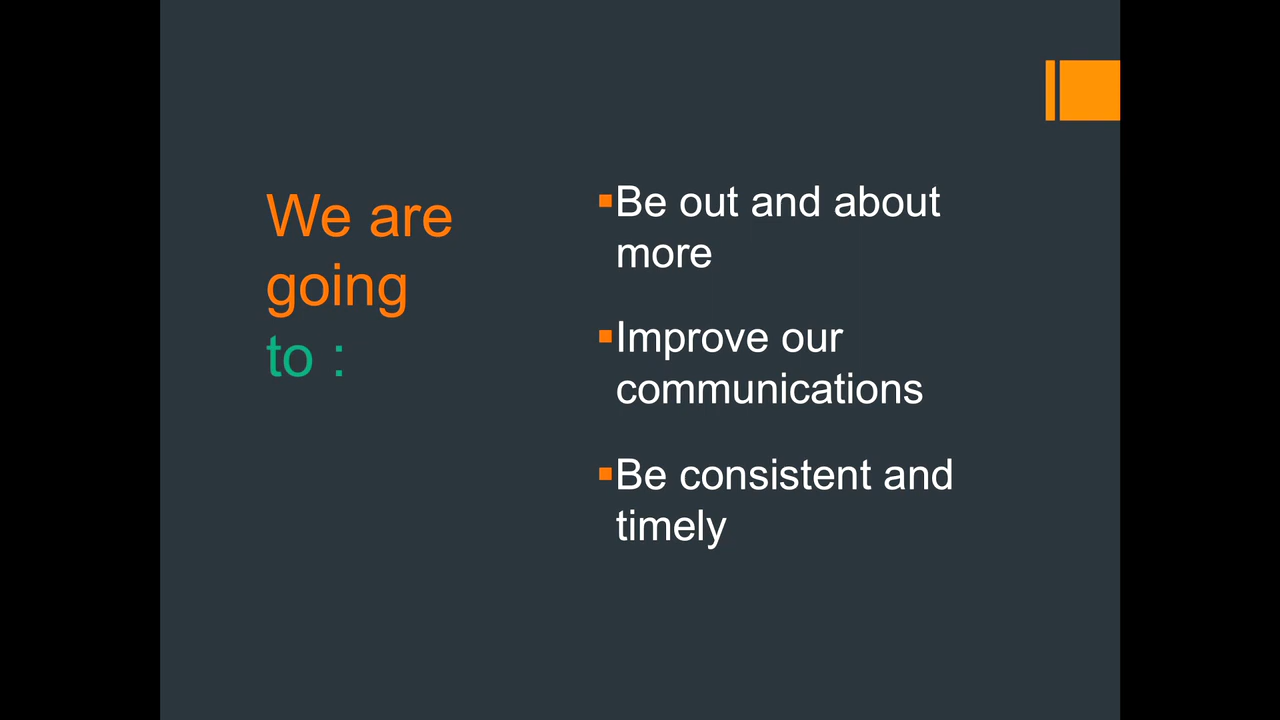 We are
going
to :
▪Be out and about
more
▪Improve our
communications
▪Be consistent and
timely